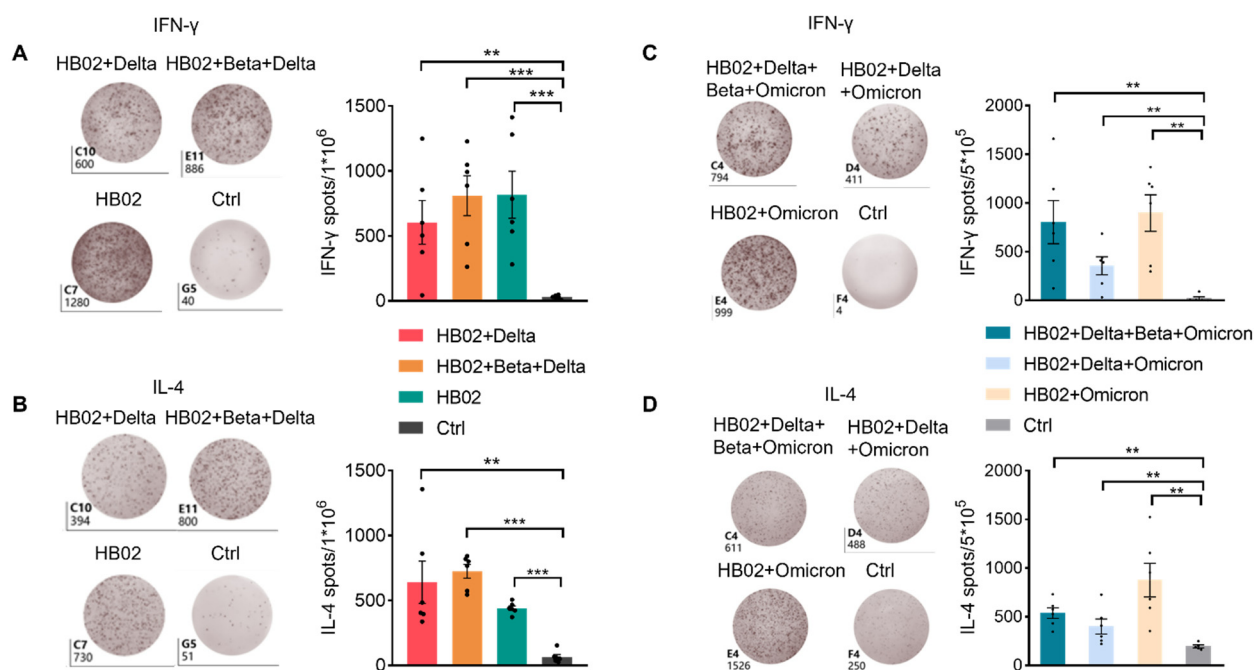 IFN-γ
A
HB02+Delta
HB02+Beta+Delta
C10
600
E11
886
HB02
Ctrl
C7
1280
G5
40
IFN-γ spots/1*10^6
1500
1000
500
0
**
***
***
HB02+Delta
HB02+Beta+Delta
HB02
Ctrl
IL-4
B
HB02+Delta
HB02+Beta+Delta
C10
394
E11
800
HB02
Ctrl
C7
730
G5
51
IL-4 spots/1*10^6
1500
1000
500
0
**
***
***
IFN-γ
C
HB02+Delta+
Beta+Omicron
HB02+Delta
+Omicron
C4
794
D4
411
HB02+Omicron
Ctrl
E4
999
F4
4
IFN-γ spots/5*10^5
2000
1500
1000
500
0
**
**
**
HB02+Delta+Beta+Omicron
HB02+Delta+Omicron
HB02+Omicron
Ctrl
IL-4
D
HB02+Delta+
Beta+Omicron
HB02+Delta
+Omicron
C4
611
D4
488
HB02+Omicron
Ctrl
E4
1526
F4
250
IL-4 spots/5*10^5
2000
1500
1000
500
0
**
**
**